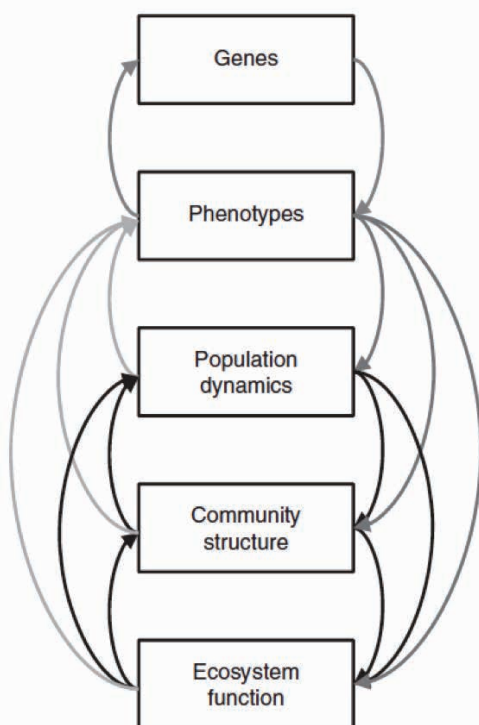 Genes
Phenotypes
Population
dynamics
Community
structure
Ecosystem
function